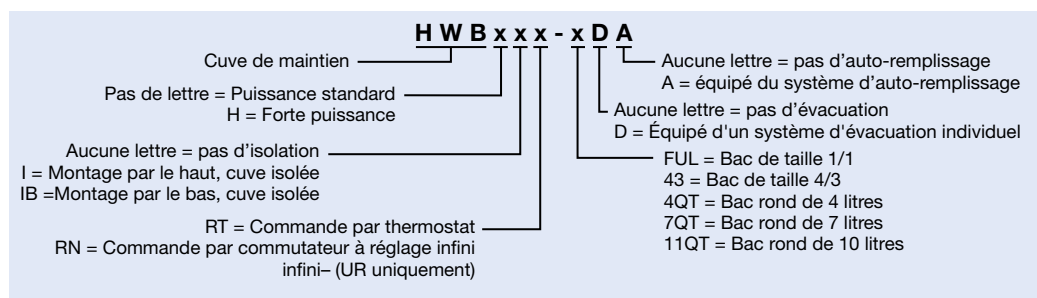 H W B x x x - x D A
Cuve de maintien
Pas de lettre = Puissance standard
H = Forte puissance
Aucune lettre = pas d'isolation
I = Montage par le haut, cuve isolée
IB =Montage par le bas, cuve isolée
RT = Commande par thermostat
RN = Commande par commutateur à réglage infini
infini– (UR uniquement)
Aucune lettre = pas d'auto-remplissage
A = équipé du système d'auto-remplissage
Aucune lettre = pas d'évacuation
D = Équipé d'un système d'évacuation individuel
FUL = Bac de taille 1/1
43 = Bac de taille 4/3
4QT = Bac rond de 4 litres
7QT = Bac rond de 7 litres
11QT = Bac rond de 10 litres